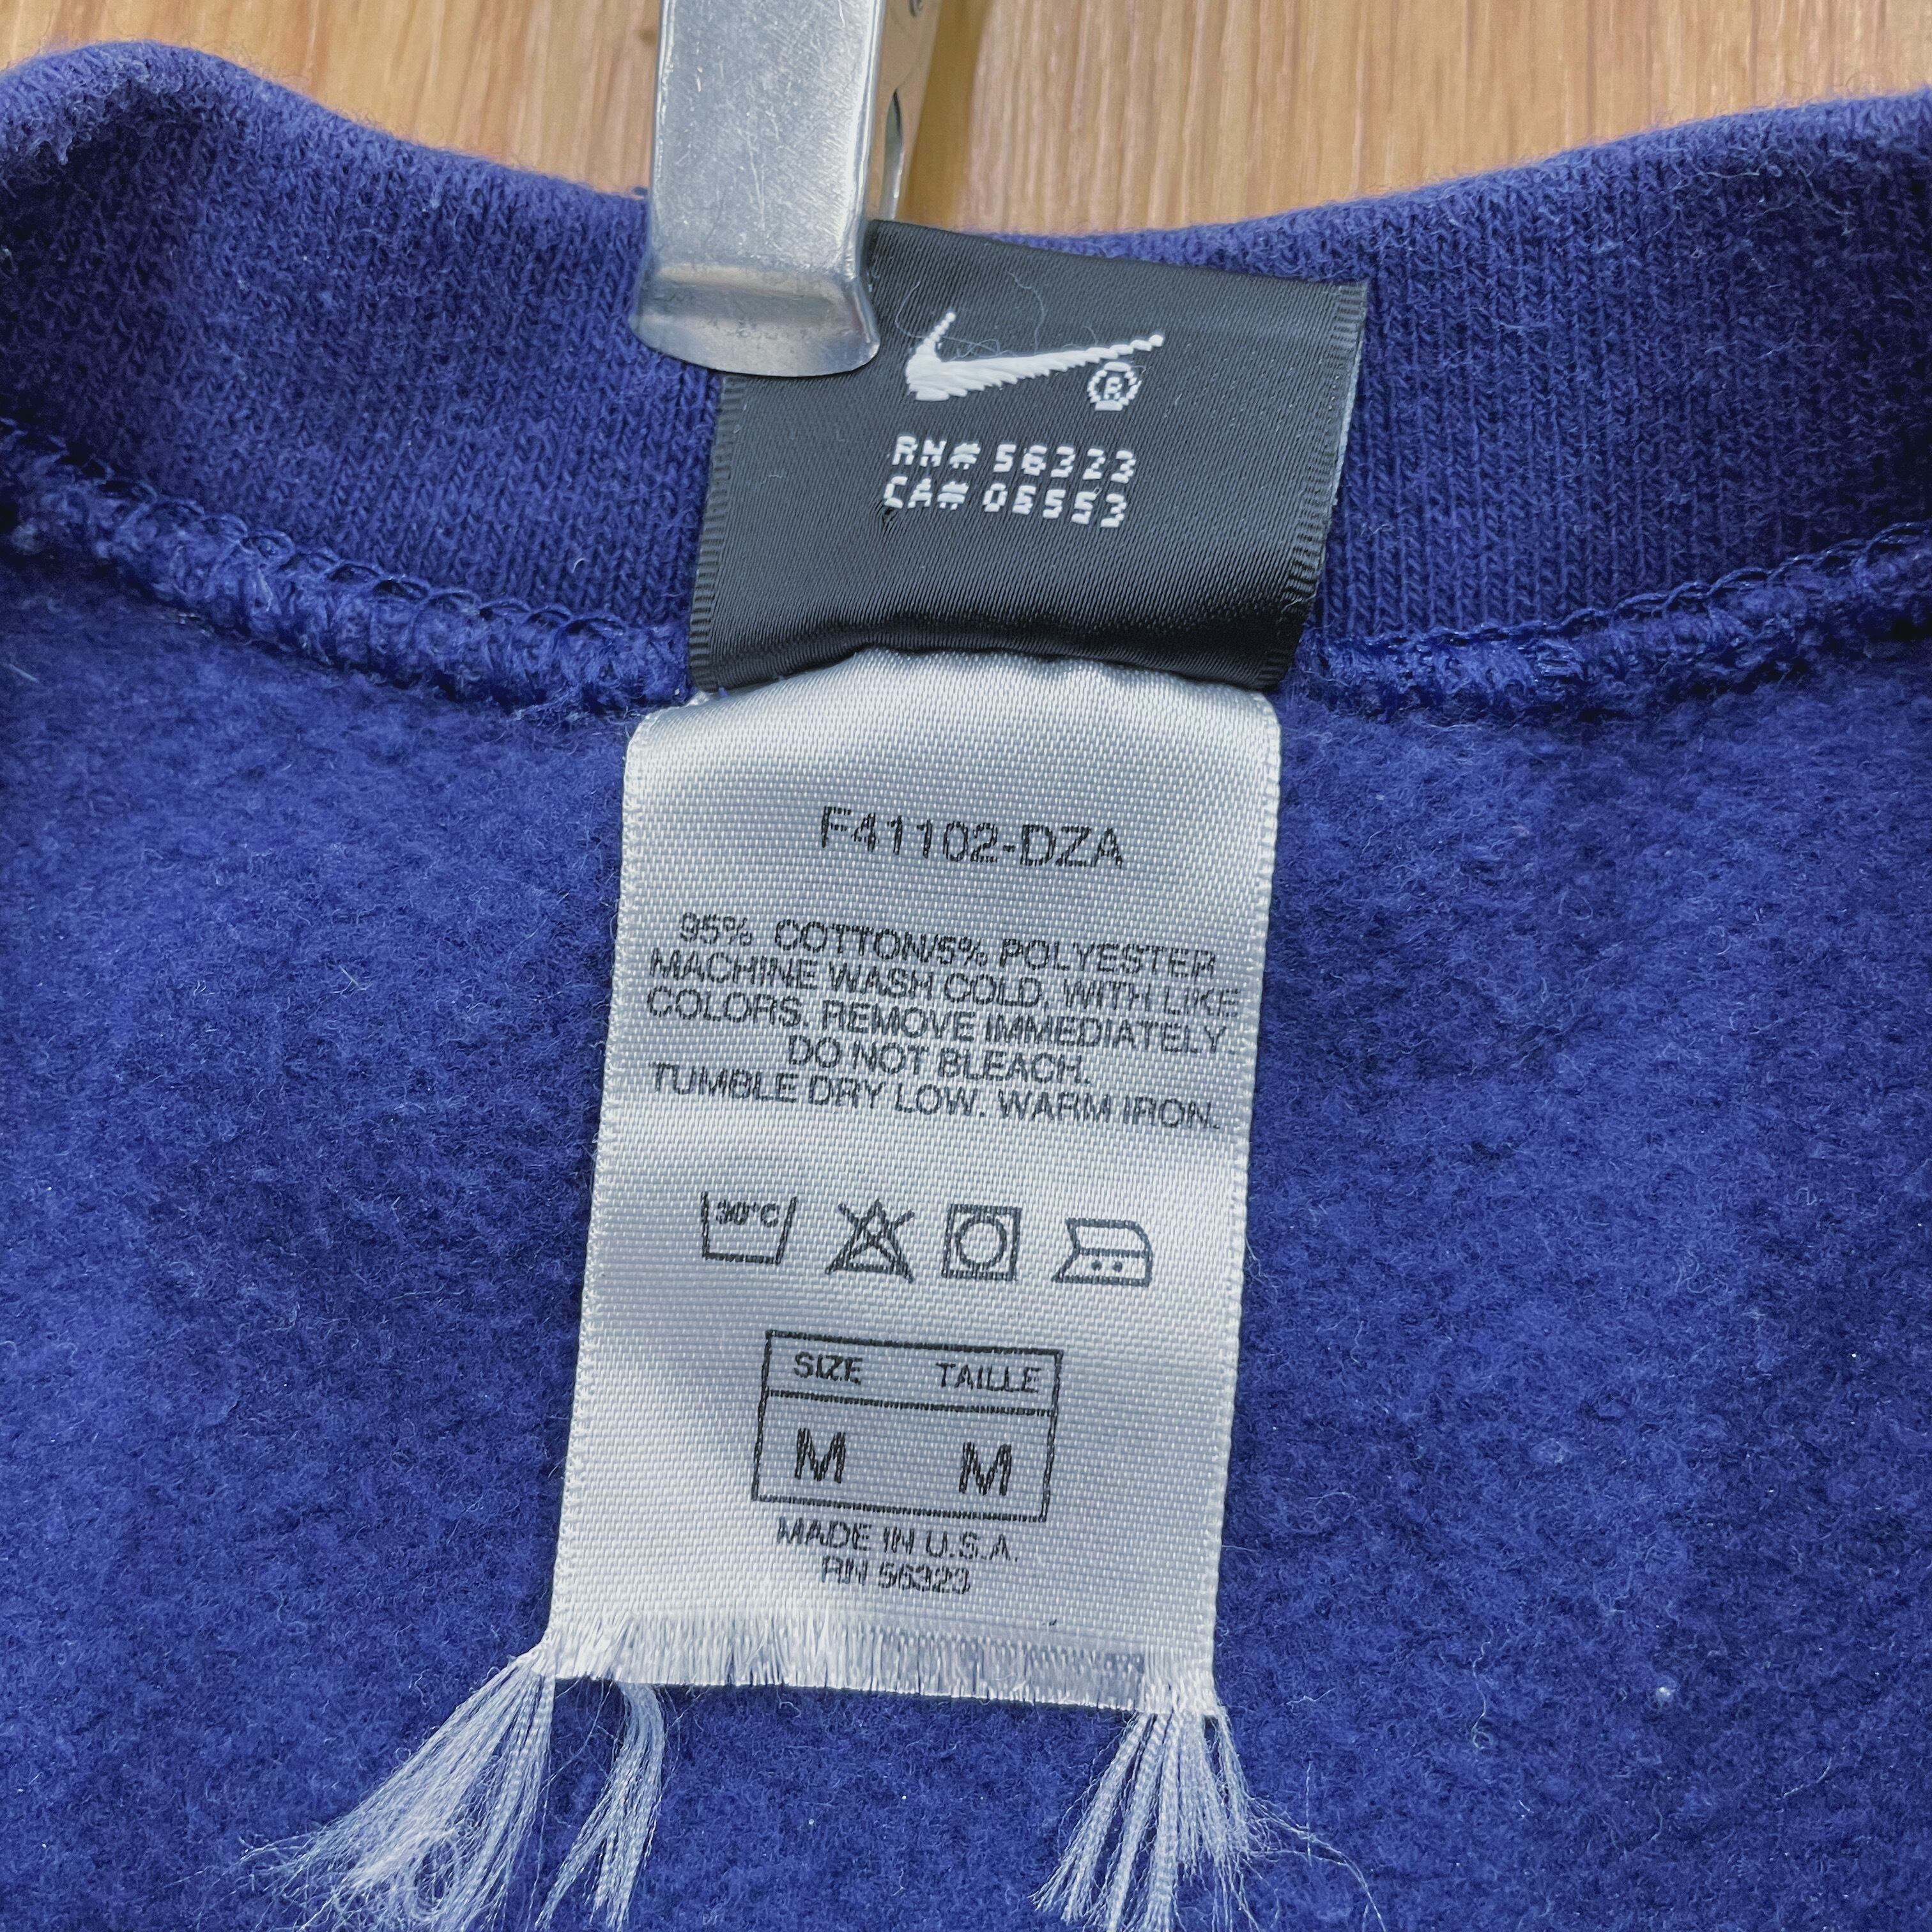 ®
RN# 56323
CA# 05553
F41102-DZA
95% COTTON/5% POLYESTER
MACHINE WASH COLD, WITH LIKE
COLORS. REMOVE IMMEDIATELY.
DO NOT BLEACH.
TUMBLE DRY LOW. WARM IRON.
30°C
SIZE TAILLE
M M
MADE IN U.S.A.
RN 56323